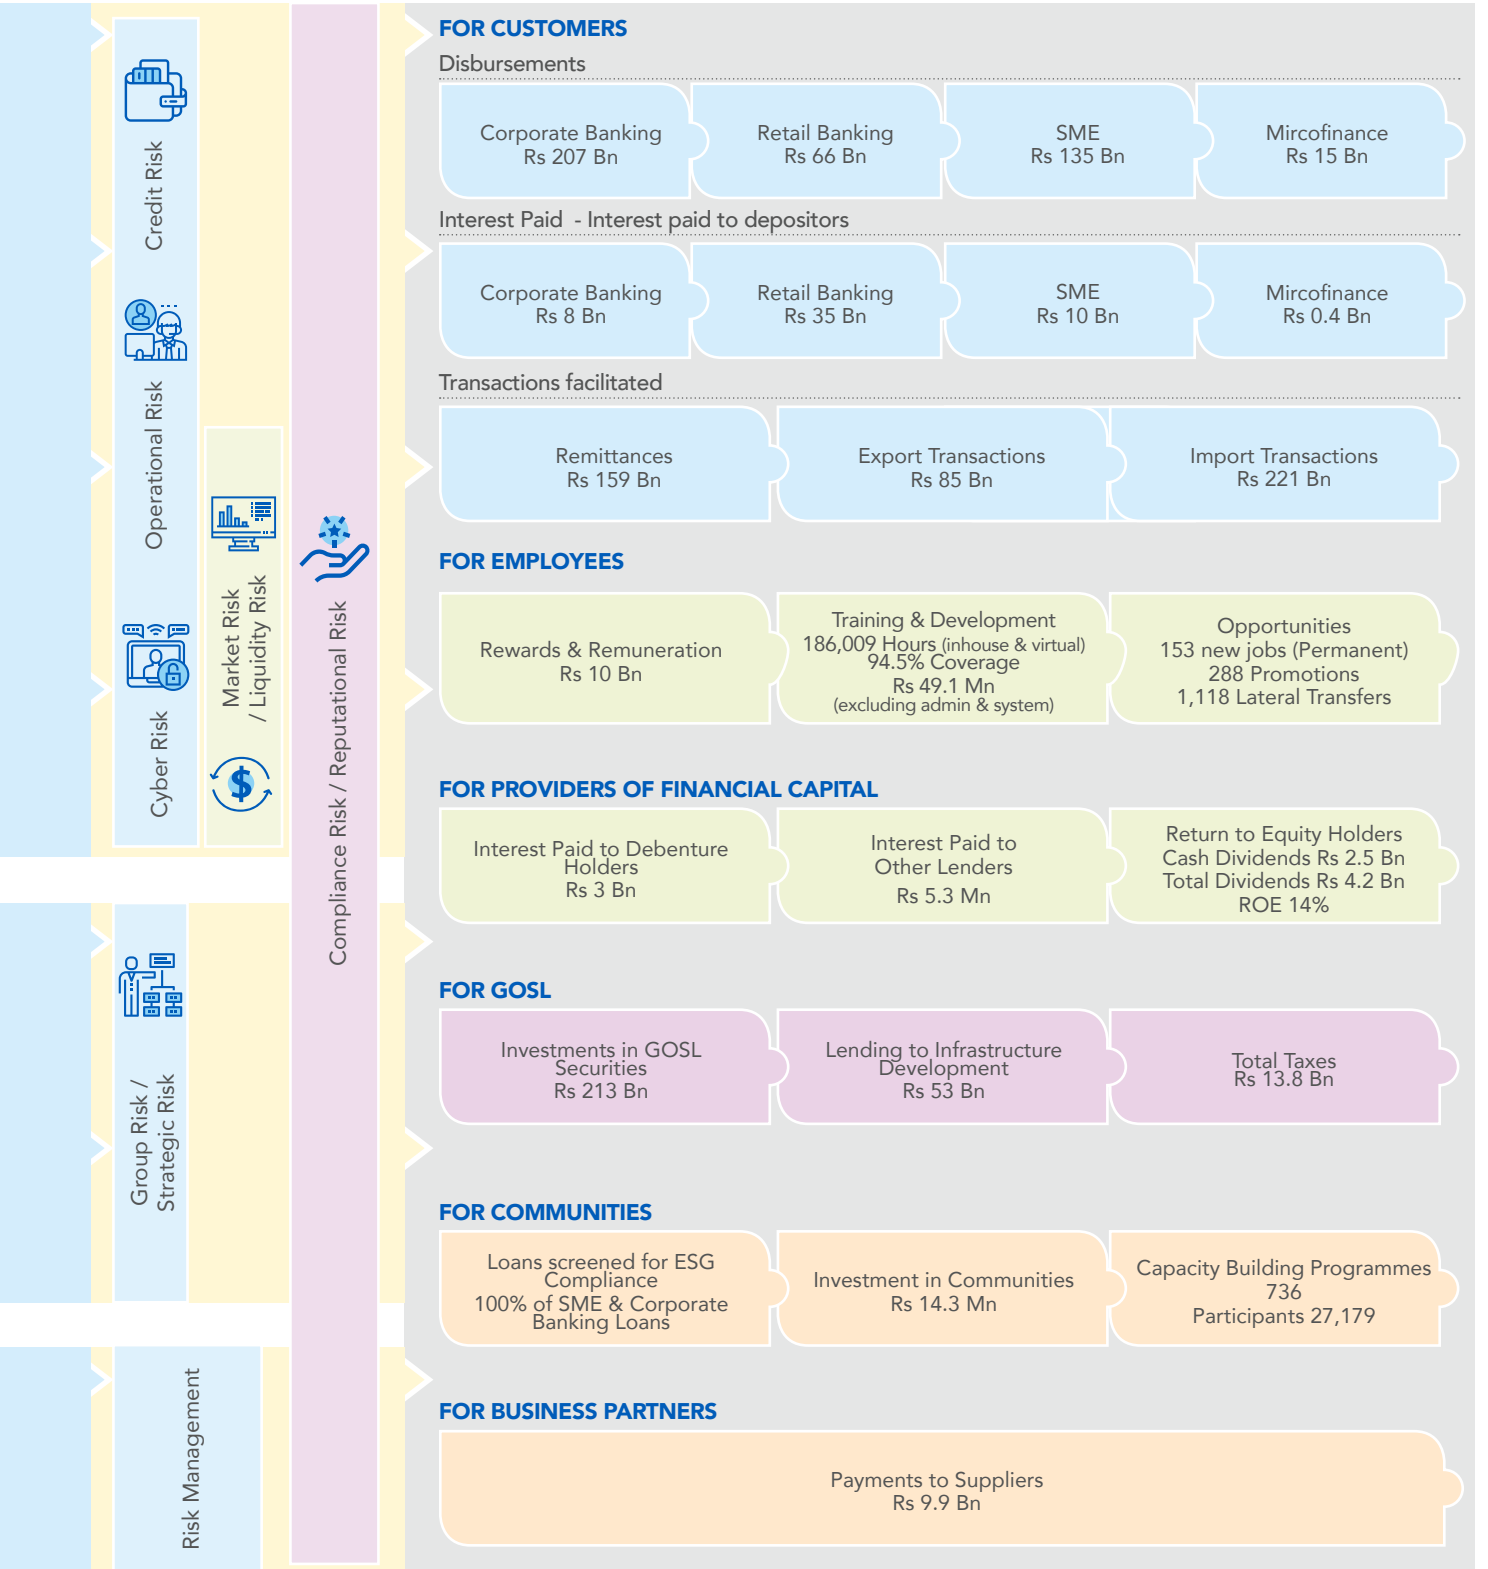 Credit Risk
Operational Risk
Cyber Risk
Market Risk
/ Liquidity Risk
Compliance Risk / Reputational Risk
Group Risk /
Strategic Risk
Risk Management
FOR CUSTOMERS
Disbursements
Corporate Banking
Rs 207 Bn
Retail Banking
Rs 66 Bn
SME
Rs 135 Bn
Mircofinance
Rs 15 Bn
Interest Paid - Interest paid to depositors
Corporate Banking
Rs 8 Bn
Retail Banking
Rs 35 Bn
SME
Rs 10 Bn
Mircofinance
Rs 0.4 Bn
Transactions facilitated
Remittances
Rs 159 Bn
Export Transactions
Rs 85 Bn
Import Transactions
Rs 221 Bn
FOR EMPLOYEES
Rewards & Remuneration
Rs 10 Bn
Training & Development
186,009 Hours (inhouse & virtual)
94.5% Coverage
Rs 49.1 Mn
(excluding admin & system)
Opportunities
153 new jobs (Permanent)
288 Promotions
1,118 Lateral Transfers
FOR PROVIDERS OF FINANCIAL CAPITAL
Interest Paid to Debenture
Holders
Rs 3 Bn
Interest Paid to
Other Lenders
Rs 5.3 Mn
Return to Equity Holders
Cash Dividends Rs 2.5 Bn
Total Dividends Rs 4.2 Bn
ROE 14%
FOR GOSL
Investments in GOSL
Securities
Rs 213 Bn
Lending to Infrastructure
Development
Rs 53 Bn
Total Taxes
Rs 13.8 Bn
FOR COMMUNITIES
Loans screened for ESG
Compliance
100% of SME & Corporate
Banking Loans
Investment in Communities
Rs 14.3 Mn
Capacity Building Programmes
736
Participants 27,179
FOR BUSINESS PARTNERS
Payments to Suppliers
Rs 9.9 Bn